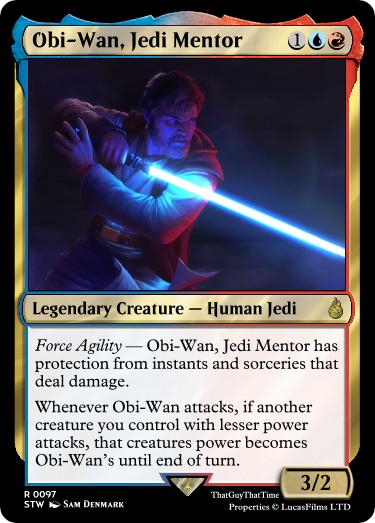 Obi-Wan, Jedi Mentor 1
Legendary Creature — Human Jedi
Force Agility — Obi-Wan, Jedi Mentor has
protection from instants and sorceries that
deal damage.
Whenever Obi-Wan attacks, if another
creature you control with lesser power
attacks, that creatures power becomes
Obi-Wan's until end of turn.
3/2
R 0097 ThatGuyThatTime
STW SAM DENMARK Properties © LucasFilms LTD